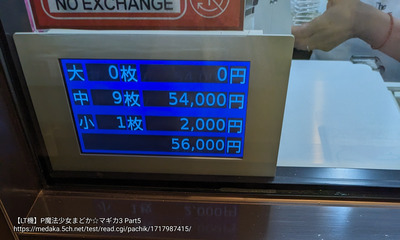 NO EXCHANGE
大 0枚 0円
中 9枚 54,000円
小 1枚 2,000円
56,000円
【LT機】P魔法少女まどか☆マギカ3 Part5
https://medaka.5ch.net/test/read.cgi/pachik/1717987415/